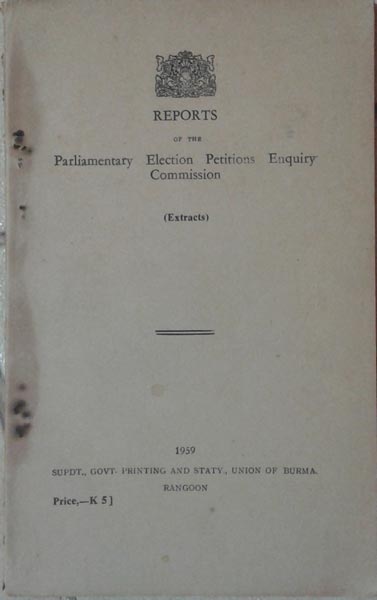 REPORTS
OF THE
Parliamentary Election Petitions Enquiry
Commission
(Extracts)
1959
SUPDT., GOVT. PRINTING AND STATY., UNION OF BURMA,
RANGOON
Price,—K 5]